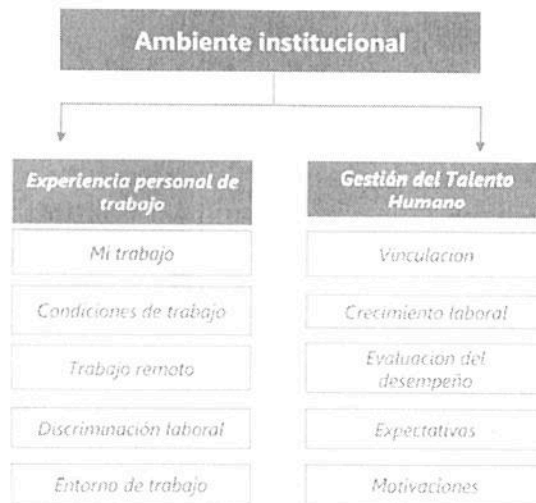 Ambiente institucional
Experiencia personal de
trabajo
Mi trabajo
Condiciones de trabajo
Trabajo remoto
Discriminación laboral
Entorno de trabajo
Gestión del Talento
Humano
Vinculacion
Crecimiento laboral
Evaluacion del
desempeño
Expectativas
Motivaciones